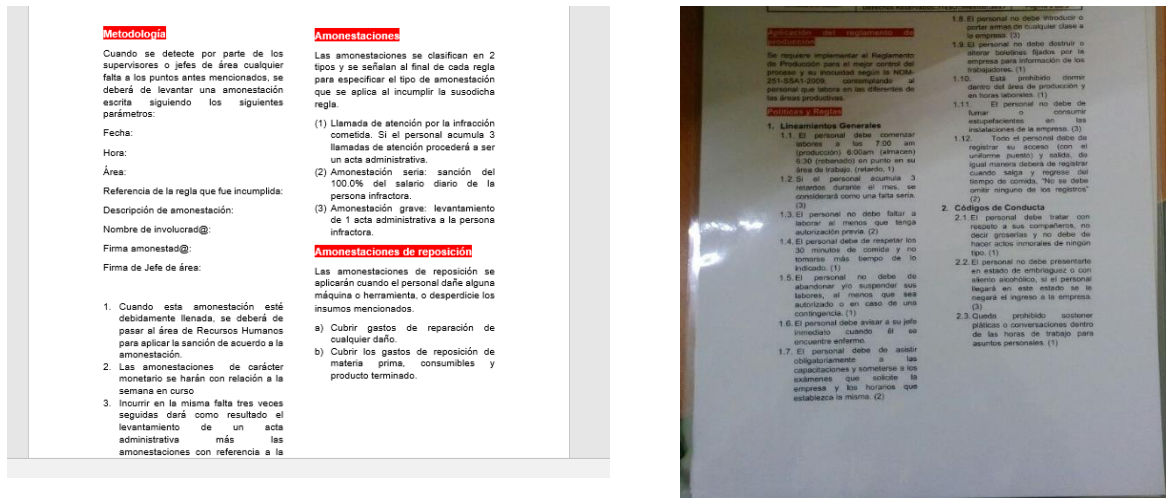 Metodología
Cuando se detecte por parte de los
supervisores o jefes de área cualquier
falta a los puntos antes mencionados, se
deberá de levantar una amonestación
escrita siguiendo los siguientes
parámetros:
Fecha:
Hora:
Área:
Referencia de la regla que fue incumplida:
Descripción de amonestación:
Nombre de involucrad@:
Firma amonestad@:
Firma de Jefe de área:
1. Cuando esta amonestación esté
debidamente llenada, se deberá de
pasar al área de Recursos Humanos
para aplicar la sanción de acuerdo a la
amonestación.
2. Las amonestaciones de carácter
monetario se harán con relación a la
semana en curso
3. Incurrir en la misma falta tres veces
seguidas dará como resultado el
levantamiento de un acta
administrativa más las
amonestaciones con referencia a la
Amonestaciones
Las amonestaciones se clasifican en 2
tipos y se señalan al final de cada regla
para especificar el tipo de amonestación
que se aplica al incumplir la susodicha
regla.
(1) Llamada de atención por la infracción
cometida. Si el personal acumula 3
llamadas de atención procederá a ser
un acta administrativa.
(2) Amonestación seria: sanción del
100.0% del salario diario de la
persona infractora.
(3) Amonestación grave: levantamiento
de 1 acta administrativa a la persona
infractora.
Amonestaciones de reposición
Las amonestaciones de reposición se
aplicarán cuando el personal dañe alguna
máquina o herramienta, o desperdicie los
insumos mencionados.
a) Cubrir gastos de reparación de
cualquier daño.
b) Cubrir los gastos de reposición de
materia prima, consumibles y
producto terminado.
Aplicación del reglamento de
producción
Se requiere implementar el Reglamento
de Producción para el mejor control del
proceso y su inocuidad según la NOM-
251-SSA1-2009; contemplando al
personal que labora en las diferentes de
las áreas productivas.
Políticas y Reglas
1. Lineamientos Generales
1.1. El personal debe comenzar
labores a las 7:00 am
(producción) 6:00am (almacen)
6:30 (rebanado) en punto en su
área de trabajo. (retardo, 1)
1.2. Si el personal acumula 3
retardos durante el mes, se
considerará como una falta seria.
(3)
1.3. El personal no debe faltar a
laborar al menos que tenga
autorización previa. (2)
1.4. El personal debe de respetar los
30 minutos de comida y no
tomarse más tiempo de lo
indicado. (1)
1.5. El personal no debe de
abandonar y/o suspender sus
labores, al menos que sea
autorizado o en caso de una
contingencia. (1)
1.6. El personal debe avisar a su jefe
inmediato cuando él se
encuentre enfermo.
1.7. El personal debe de asistir
obligatoriamente a las
capacitaciones y someterse a los
exámenes que solicite la
empresa y los horarios que
establezca la misma. (2)
1.8. El personal no debe introducir o
portar armas de cualquier clase a
la empresa. (3)
1.9. El personal no debe destruir o
alterar boletines fijados por la
empresa para información de los
trabajadores. (1)
1.10. Está prohibido dormir
dentro del área de producción y
en horas laborales. (1)
1.11. El personal no debe de
fumar o consumir
estupefacientes en las
instalaciones de la empresa. (3)
1.12. Todo el personal debe de
registrar su acceso (con el
uniforme puesto) y salida, de
igual manera deberá de registrar
cuando salga y regrese del
tiempo de comida, "No se debe
omitir ninguno de los registros"
(2)
2. Códigos de Conducta
2.1. El personal debe tratar con
respeto a sus compañeros, no
decir groserías y no debe de
hacer actos inmorales de ningún
tipo. (1)
2.2. El personal no debe presentarse
en estado de embriaguez o con
aliento alcohólico, si el personal
llegará en este estado se le
negará el ingreso a la empresa.
(3)
2.3. Queda prohibido sostener
pláticas o conversaciones dentro
de las horas de trabajo para
asuntos personales. (1)